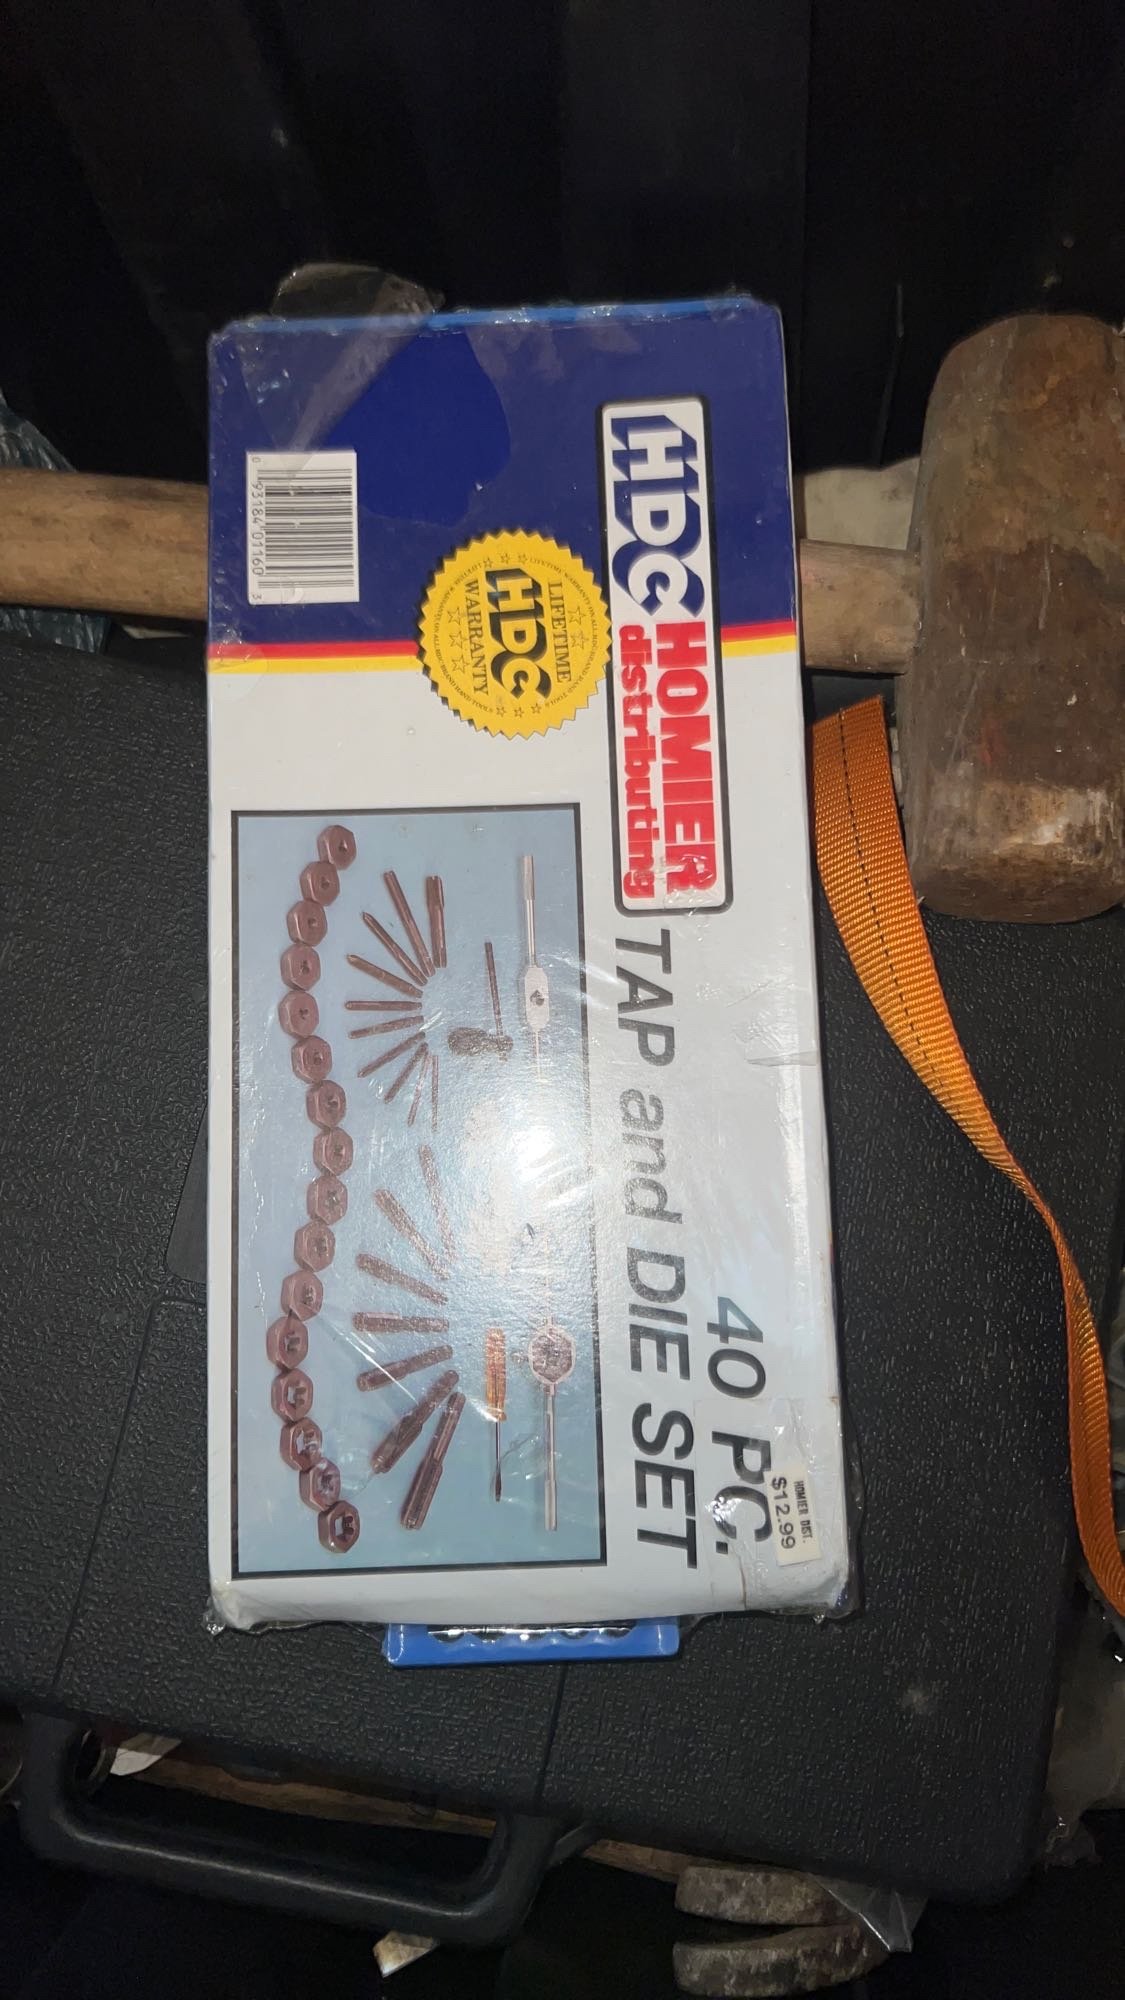 HDC HOMIER
distributing
40 PC.
TAP and DIE SET
HOMIER DIST.
$12.99
LIFETIME
HDC
WARRANTY
0 93184 01160 3